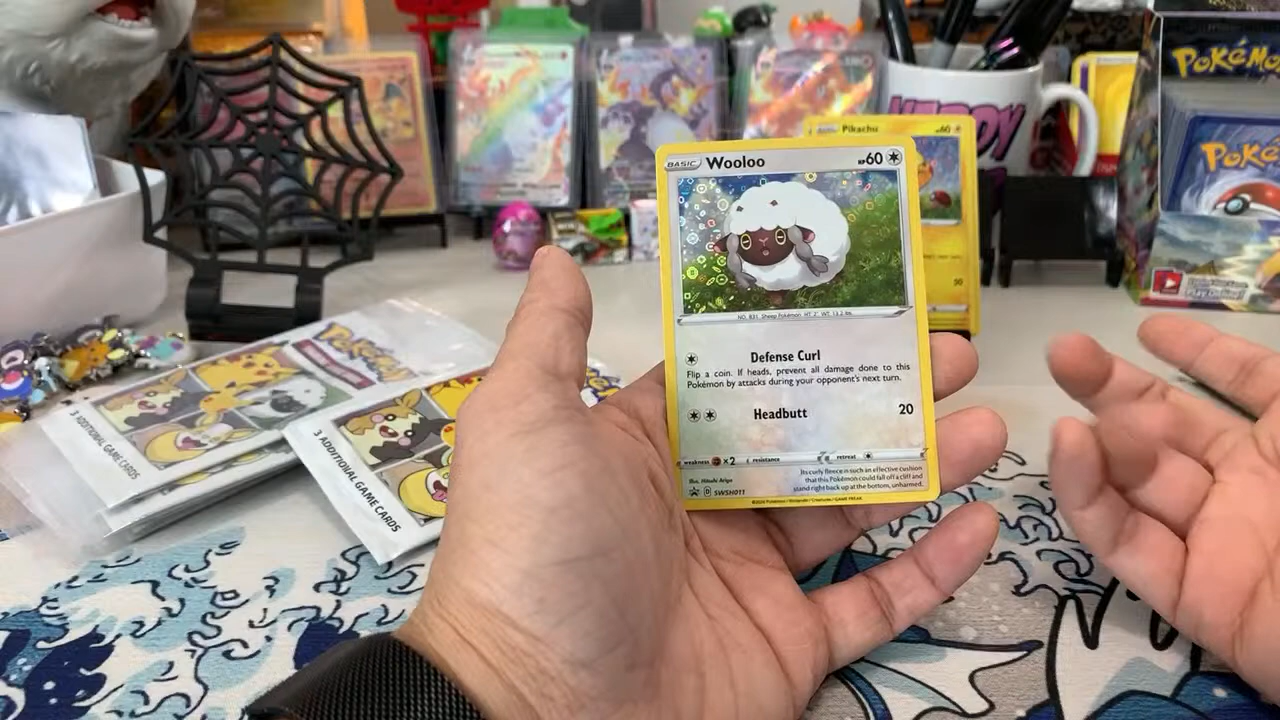 BASIC Wooloo HP60
NO. 831 Sheep Pokémon HT 2' WT 13.2 lbs.
Defense Curl
Flip a coin. If heads, prevent all damage done to this
Pokémon by attacks during your opponent's next turn.
Headbutt 20
weakness ×2 resistance retreat
Its curly fleece is such an effective cushion
that this Pokémon could fall off a cliff and
stand right back up at the bottom, unharmed.
D SWSH011
Pikachu HP60
Pokémon
3 ADDITIONAL GAME CARDS
3 ADDITIONAL GAME CARDS
POKÉMON
Poké